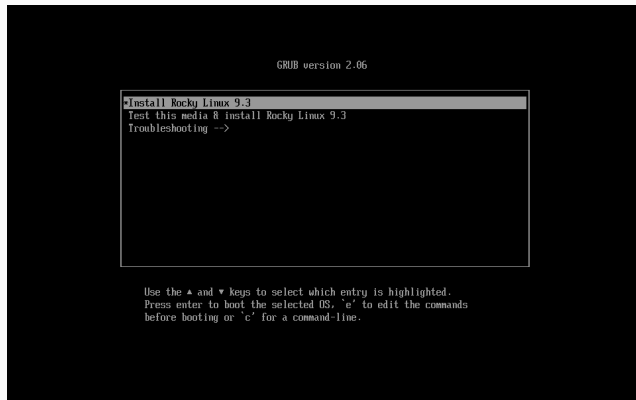 GRUB version 2.06
*Install Rocky Linux 9.3
Test this media & install Rocky Linux 9.3
Troubleshooting -->
Use the ▲ and ▼ keys to select which entry is highlighted.
Press enter to boot the selected OS, `e' to edit the commands
before booting or `c' for a command-line.